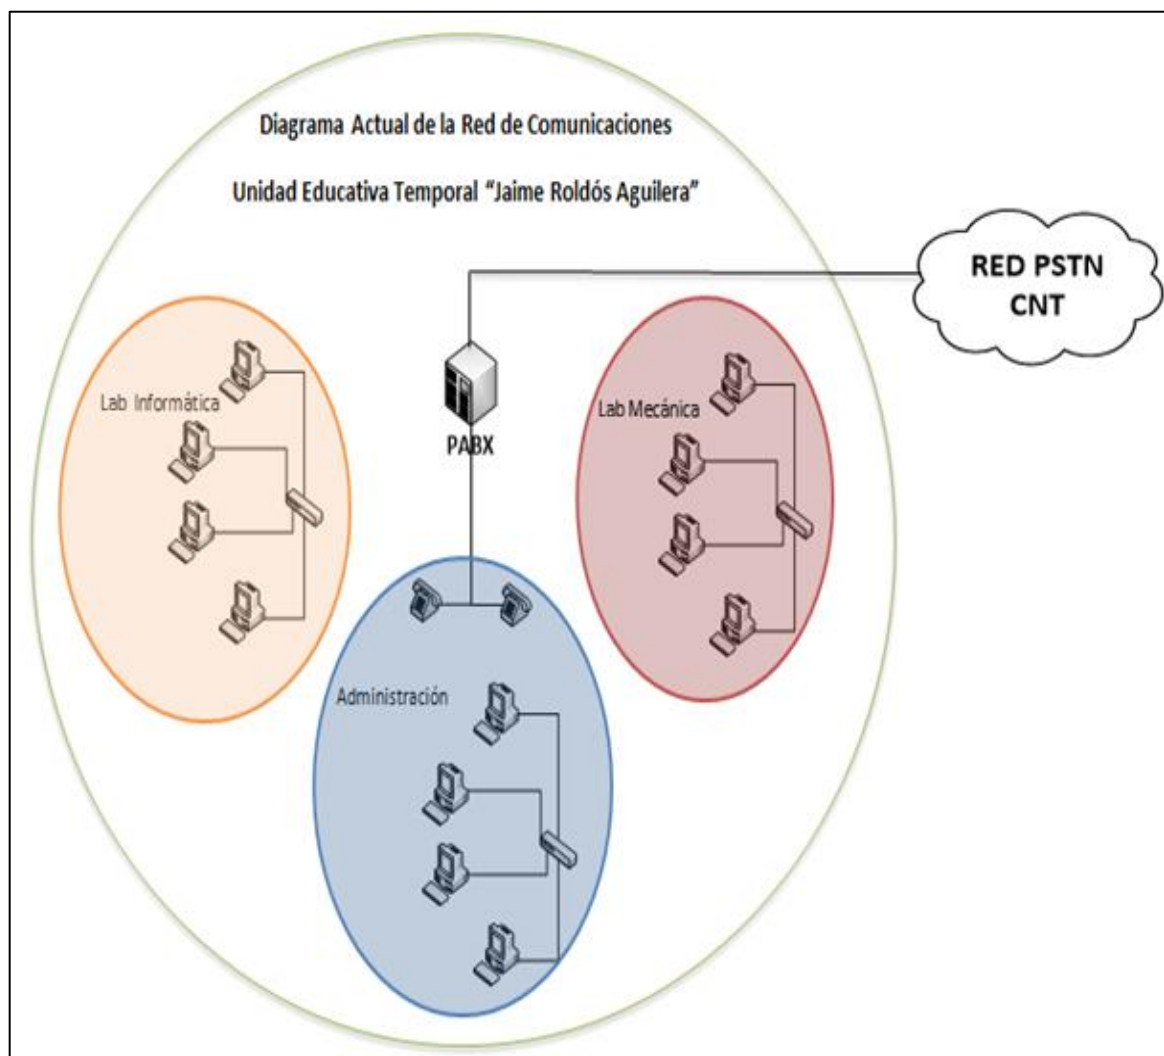 Diagrama Actual de la Red de Comunicaciones
Unidad Educativa Temporal “Jaime Roldós Aguilera”
RED PSTN
CNT
Lab Informática
PABX
Lab Mecánica
Administración